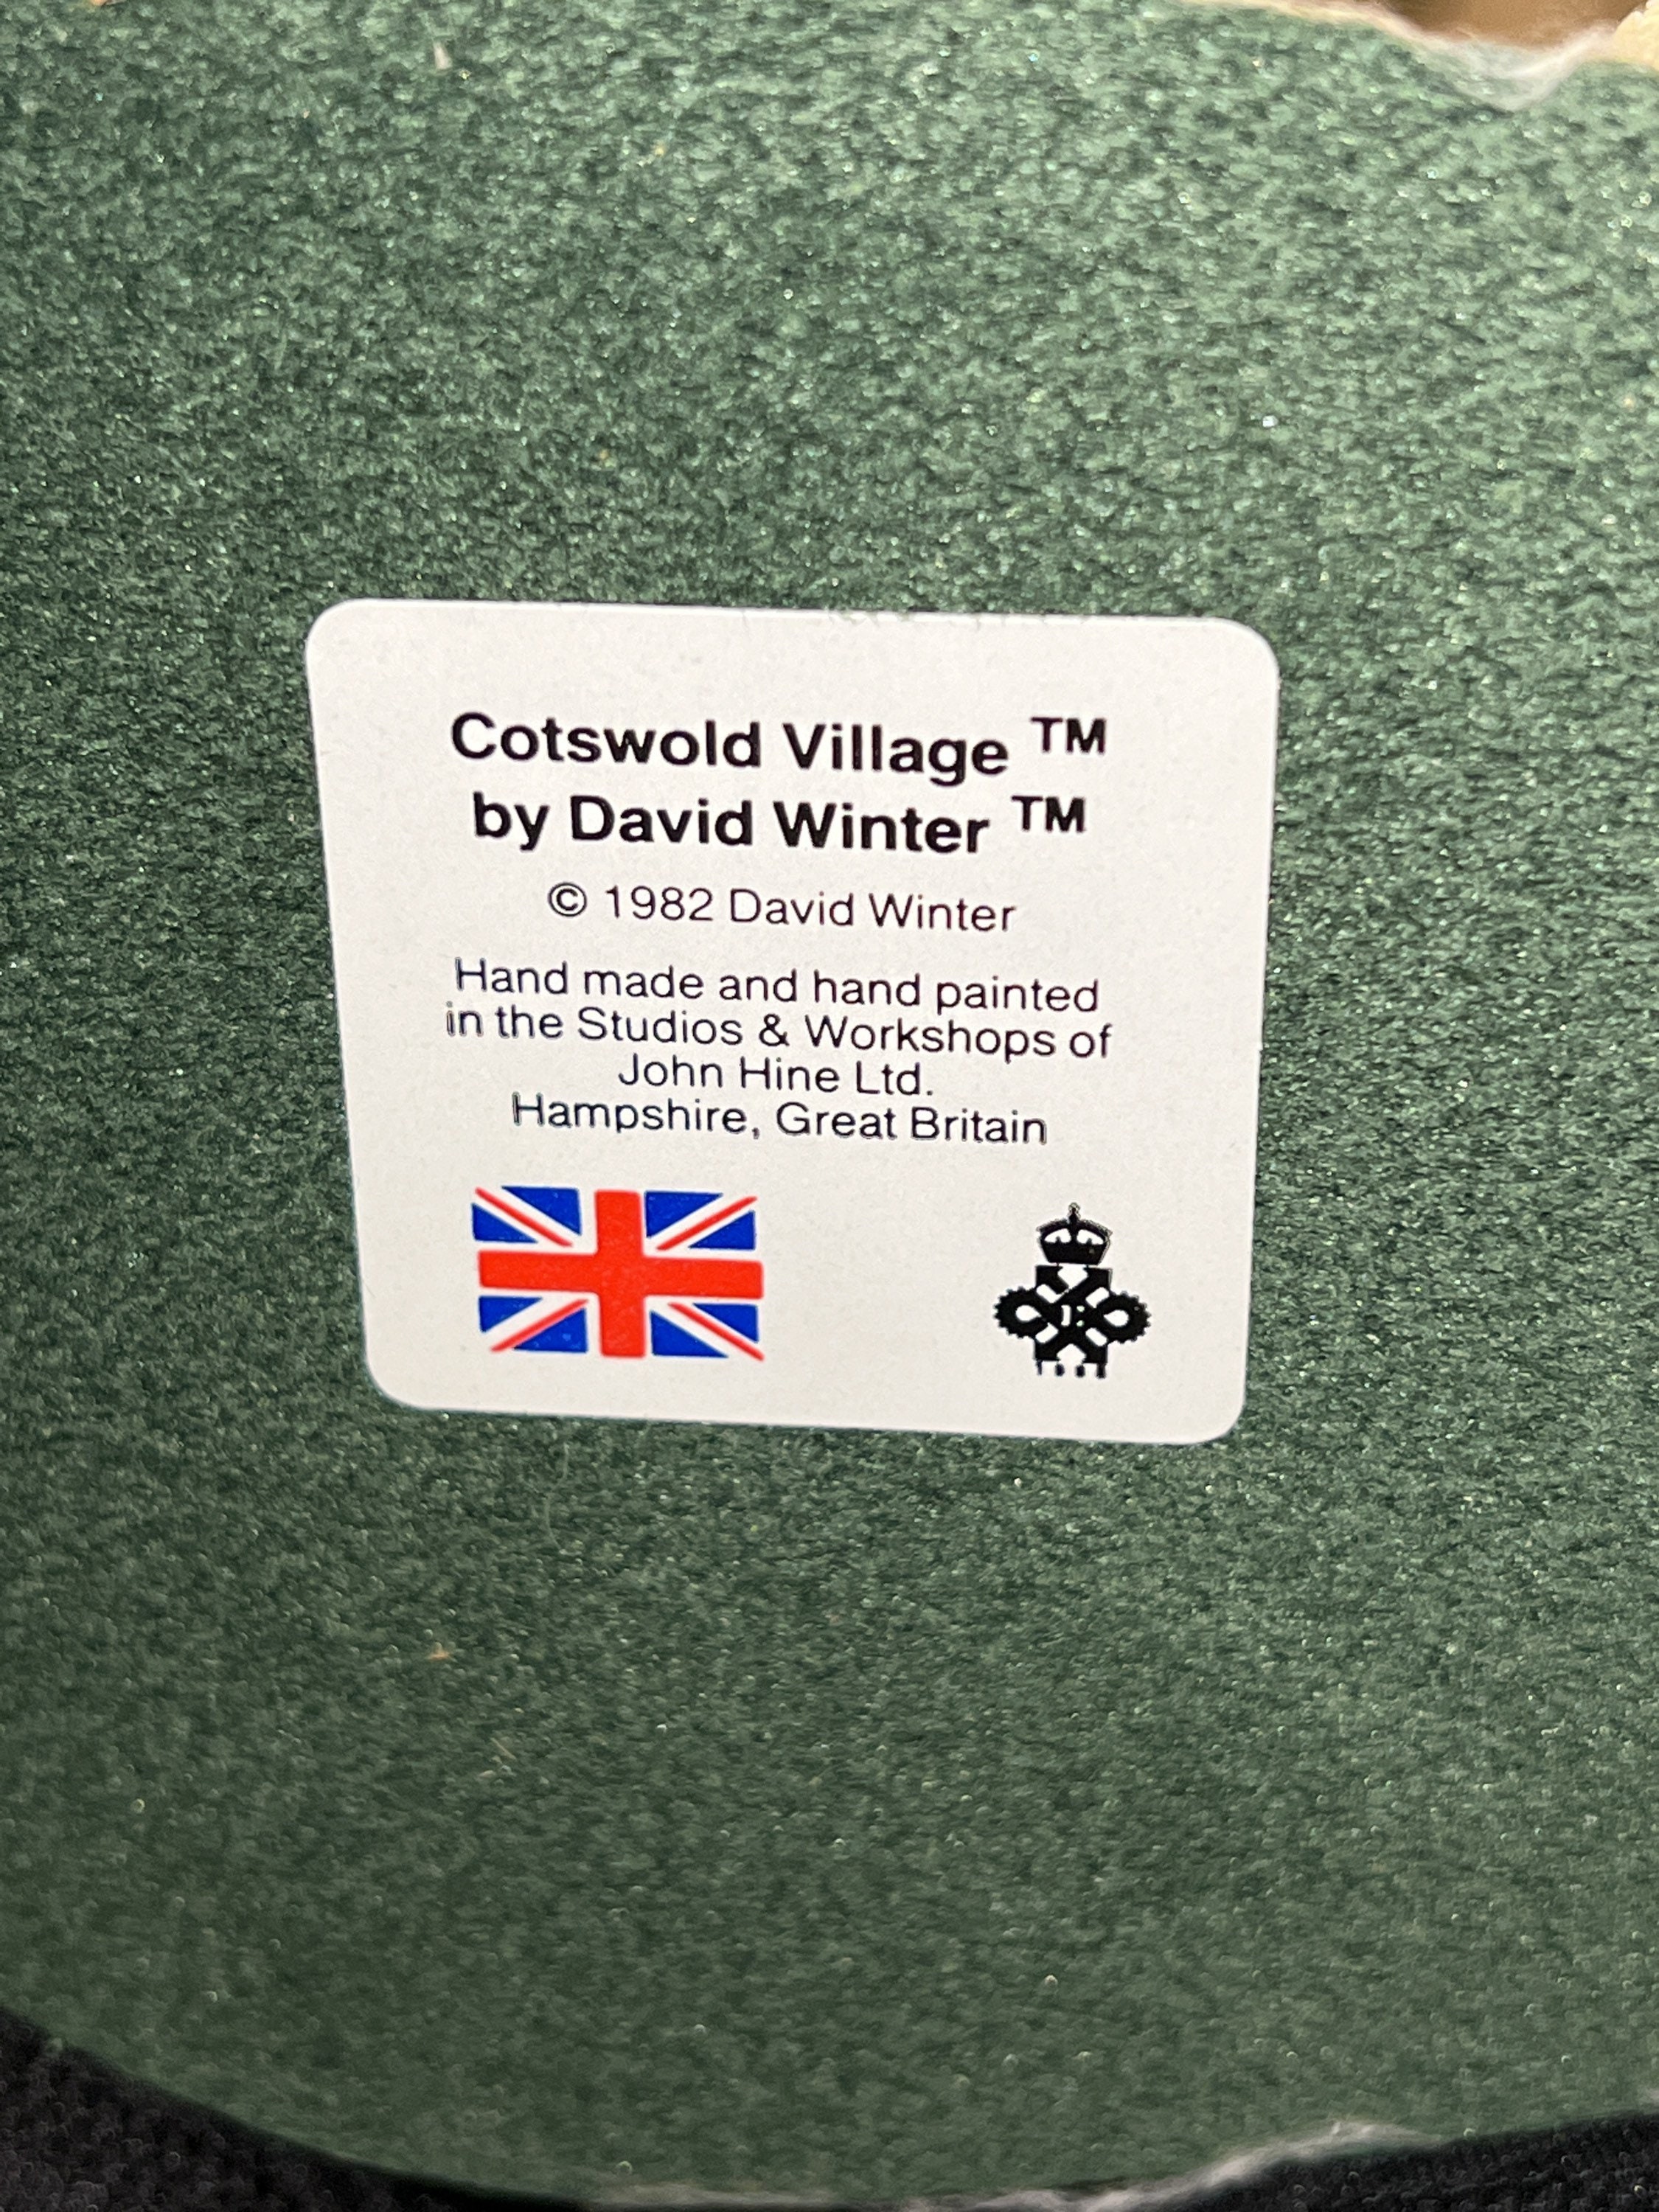 Cotswold Village ™
by David Winter ™
© 1982 David Winter
Hand made and hand painted
in the Studios & Workshops of
John Hine Ltd.
Hampshire, Great Britain